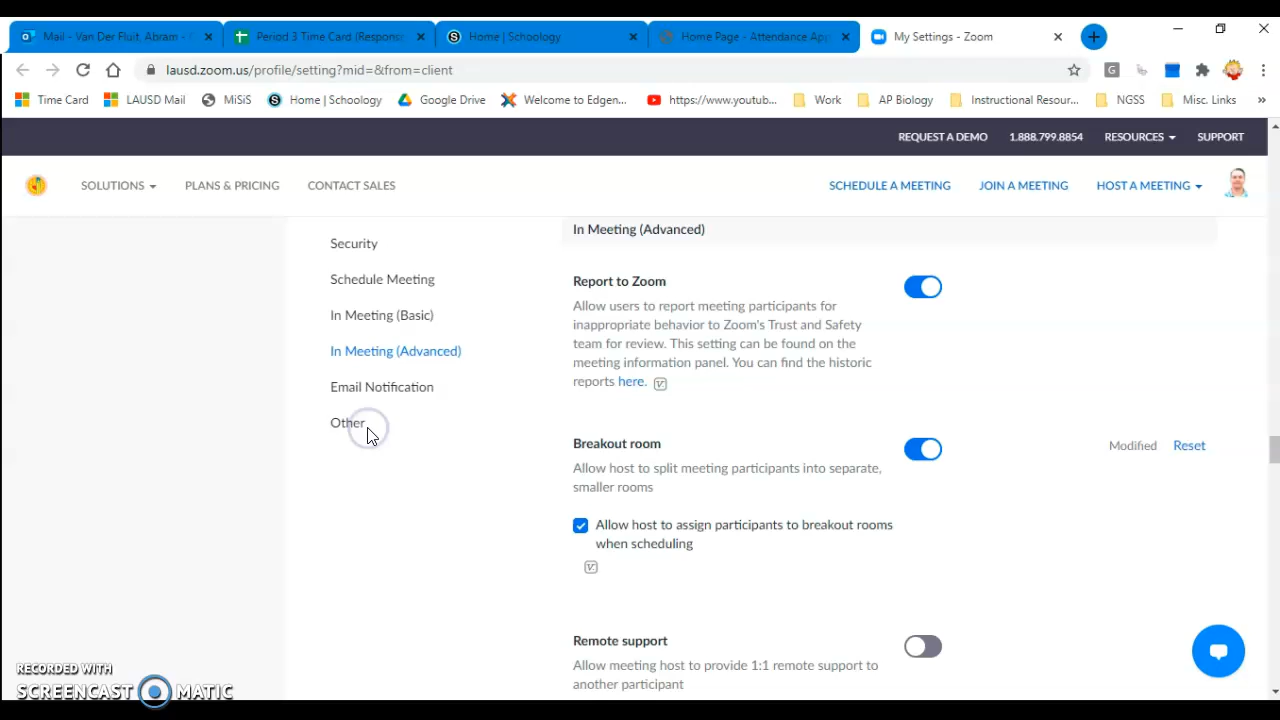 Mail - Van Der Fluit, Abram -
Period 3 Time Card (Respons
Home | Schoology
Home Page - Attendance App
My Settings - Zoom
lausd.zoom.us/profile/setting?mid=&from=client
Time Card
LAUSD Mail
MiSiS
Home | Schoology
Google Drive
Welcome to Edgen...
https://www.youtub...
Work
AP Biology
Instructional Resour...
NGSS
Misc. Links
»
REQUEST A DEMO
1.888.799.8854
RESOURCES
SUPPORT
SOLUTIONS
PLANS & PRICING
CONTACT SALES
SCHEDULE A MEETING
JOIN A MEETING
HOST A MEETING
Security
Schedule Meeting
In Meeting (Basic)
In Meeting (Advanced)
Email Notification
Other
In Meeting (Advanced)
Report to Zoom
Allow users to report meeting participants for
inappropriate behavior to Zoom's Trust and Safety
team for review. This setting can be found on the
meeting information panel. You can find the historic
reports here.
Breakout room
Modified Reset
Allow host to split meeting participants into separate,
smaller rooms
Allow host to assign participants to breakout rooms
when scheduling
Remote support
Allow meeting host to provide 1:1 remote support to
another participant
RECORDED WITH
SCREENCAST MATIC